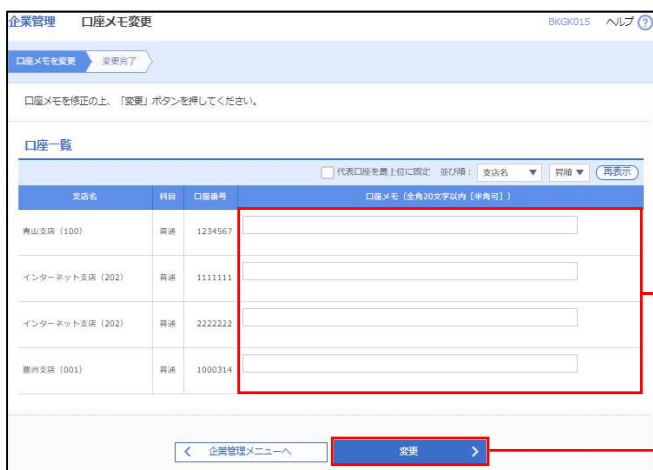 企業管理 口座メモ変更 BKGK015 ヘルプ ?
口座メモを変更 変更完了
口座メモを修正の上、「変更」ボタンを押してください。
口座一覧
代表口座を最上位に固定 並び順： 支店名 ▼ 昇順 ▼ 再表示
支店名 科目 口座番号 口座メモ（全角20文字以内［半角可］）
青山支店（100） 普通 1234567
インターネット支店（202） 普通 1111111
インターネット支店（202） 普通 2222222
豊洲支店（001） 普通 1000314
企業管理メニューへ 変更